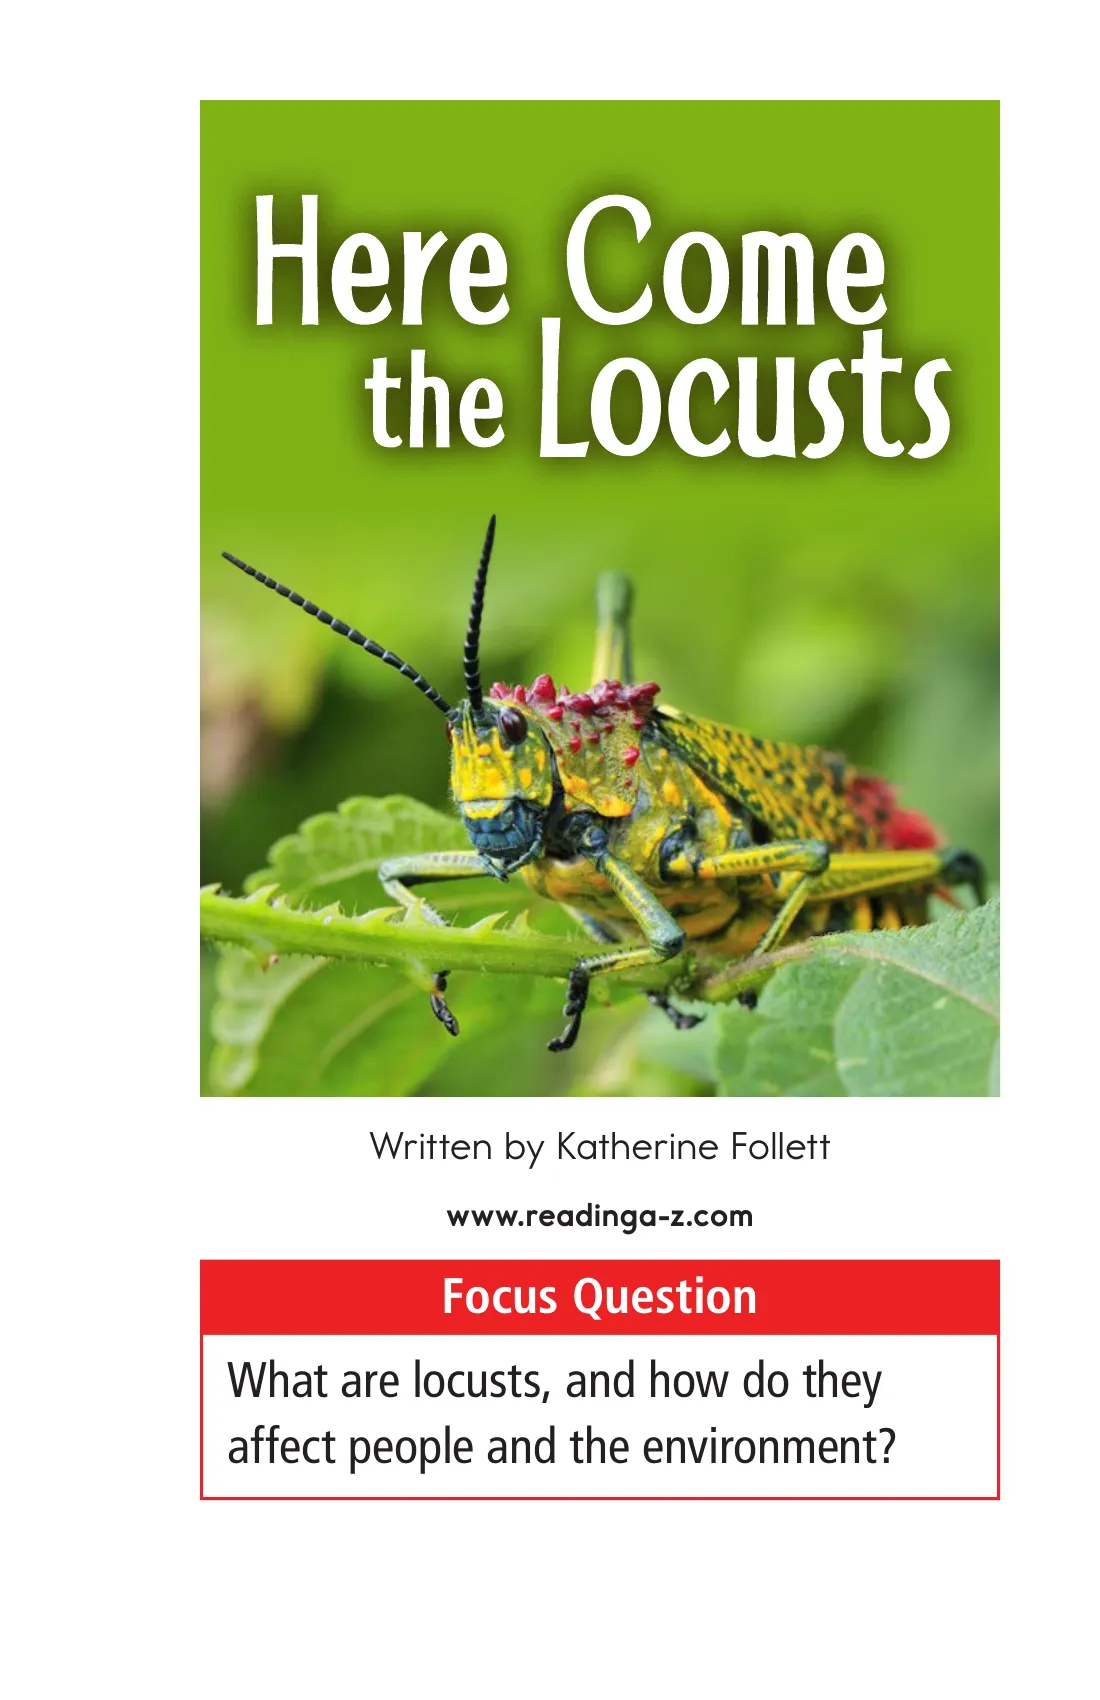 Here Come
the Locusts
Written by Katherine Follett
www.readinga-z.com
Focus Question
What are locusts, and how do they
affect people and the environment?